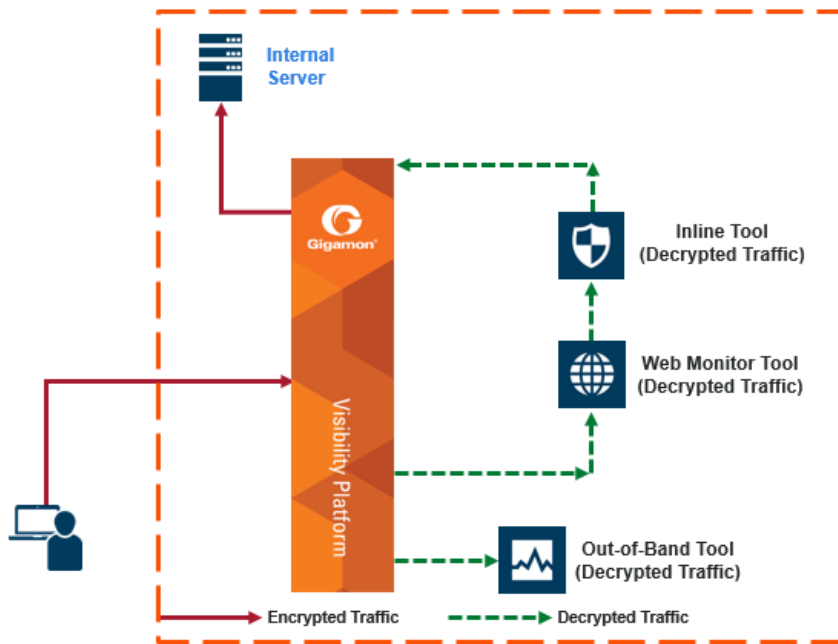 Internal
Server
Gigamon®
Inline Tool
(Decrypted Traffic)
Web Monitor Tool
(Decrypted Traffic)
Visibility Platform
Out-of-Band Tool
(Decrypted Traffic)
Encrypted Traffic
Decrypted Traffic